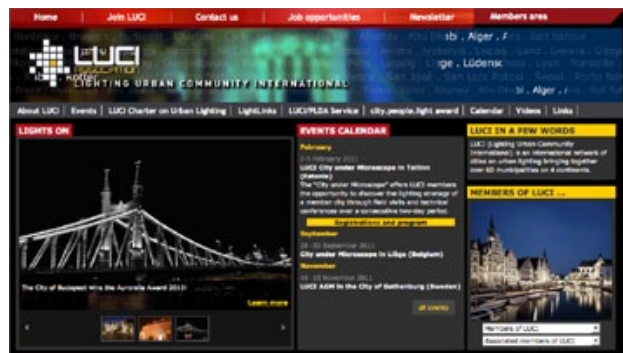 Home
Join LUCI
Contact us
Job opportunities
Newsletter
Members area
LUCI
ASSOCIATION
LIGHTING URBAN COMMUNITY INTERNATIONAL
About LUCI
Events
LUCI Charter on Urban Lighting
LightLinks
LUCI/PLDA Service
city.people.light award
Calendar
Videos
Links
LIGHTS ON
The City of Budapest wins the Auroralia Award 2010!
Learn more
EVENTS CALENDAR
February
2-5 February 2011
LUCI City under Microscope in Tallinn
(Estonia)
The "City under Microscope" offers LUCI members
the opportunity to discover the lighting strategy of
a member city through field visits and technical
conferences over a consecutive two-day period.
Registrations and program
September
City under Microscope in Liège (Belgium)
November
LUCI AGM in the City of Gothenburg (Sweden)
all events
LUCI IN A FEW WORDS
LUCI (Lighting Urban Community
International) is an international network of
cities on urban lighting bringing together
over 60 municipalities on 4 continents.
MEMBERS OF LUCI ...
Members of LUCI
Associated members of LUCI